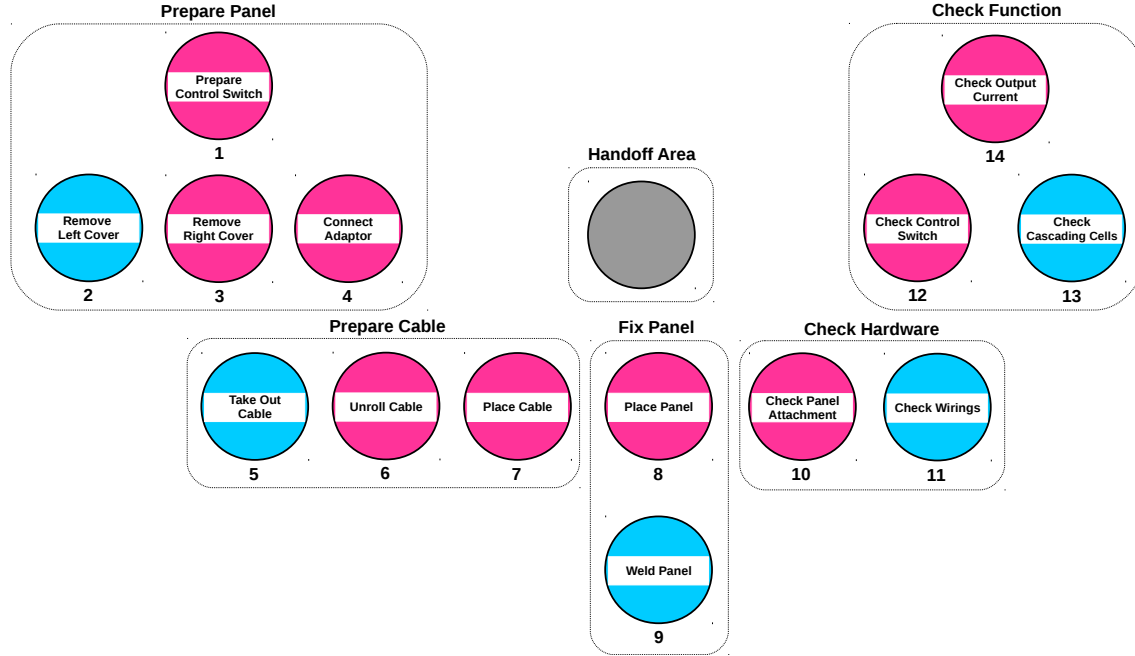 Prepare Panel
Prepare
Control Switch
1
Remove
Left Cover
2
Remove
Right Cover
3
Connect
Adaptor
4
Handoff Area
Check Function
Check Output
Current
14
Check Control
Switch
12
Check
Cascading Cells
13
Prepare Cable
Take Out
Cable
5
Unroll Cable
6
Place Cable
7
Fix Panel
Place Panel
8
Weld Panel
9
Check Hardware
Check Panel
Attachment
10
Check Wirings
11